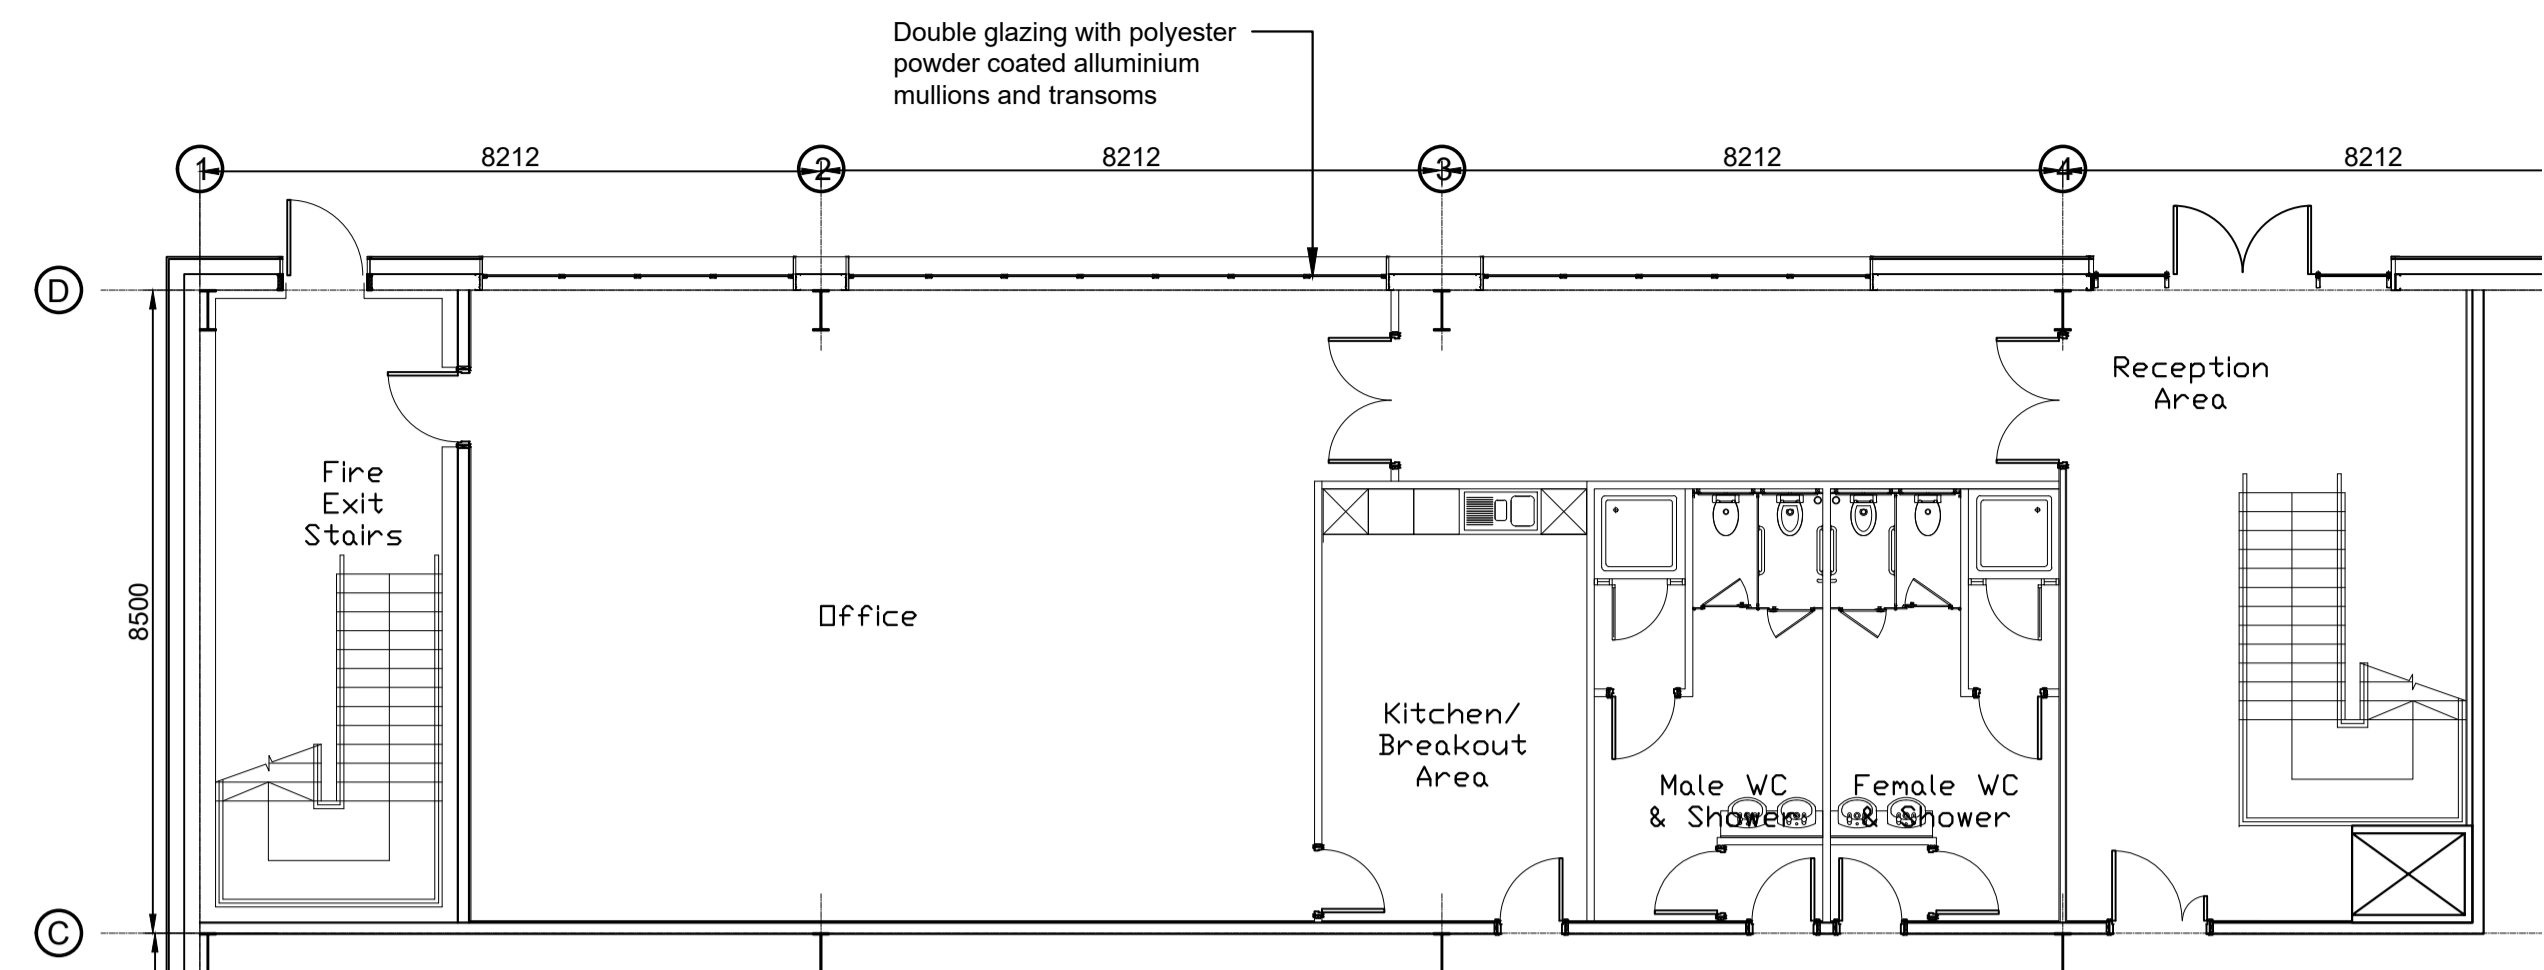 Double glazing with polyester
powder coated alluminium
mullions and transoms
8212
8212
8212
8212
1
2
3
4
D
Reception
Area
Fire
Exit
Stairs
8500
Office
Kitchen/
Breakout
Area
Male WC
& Shower
Female WC
& Shower
C